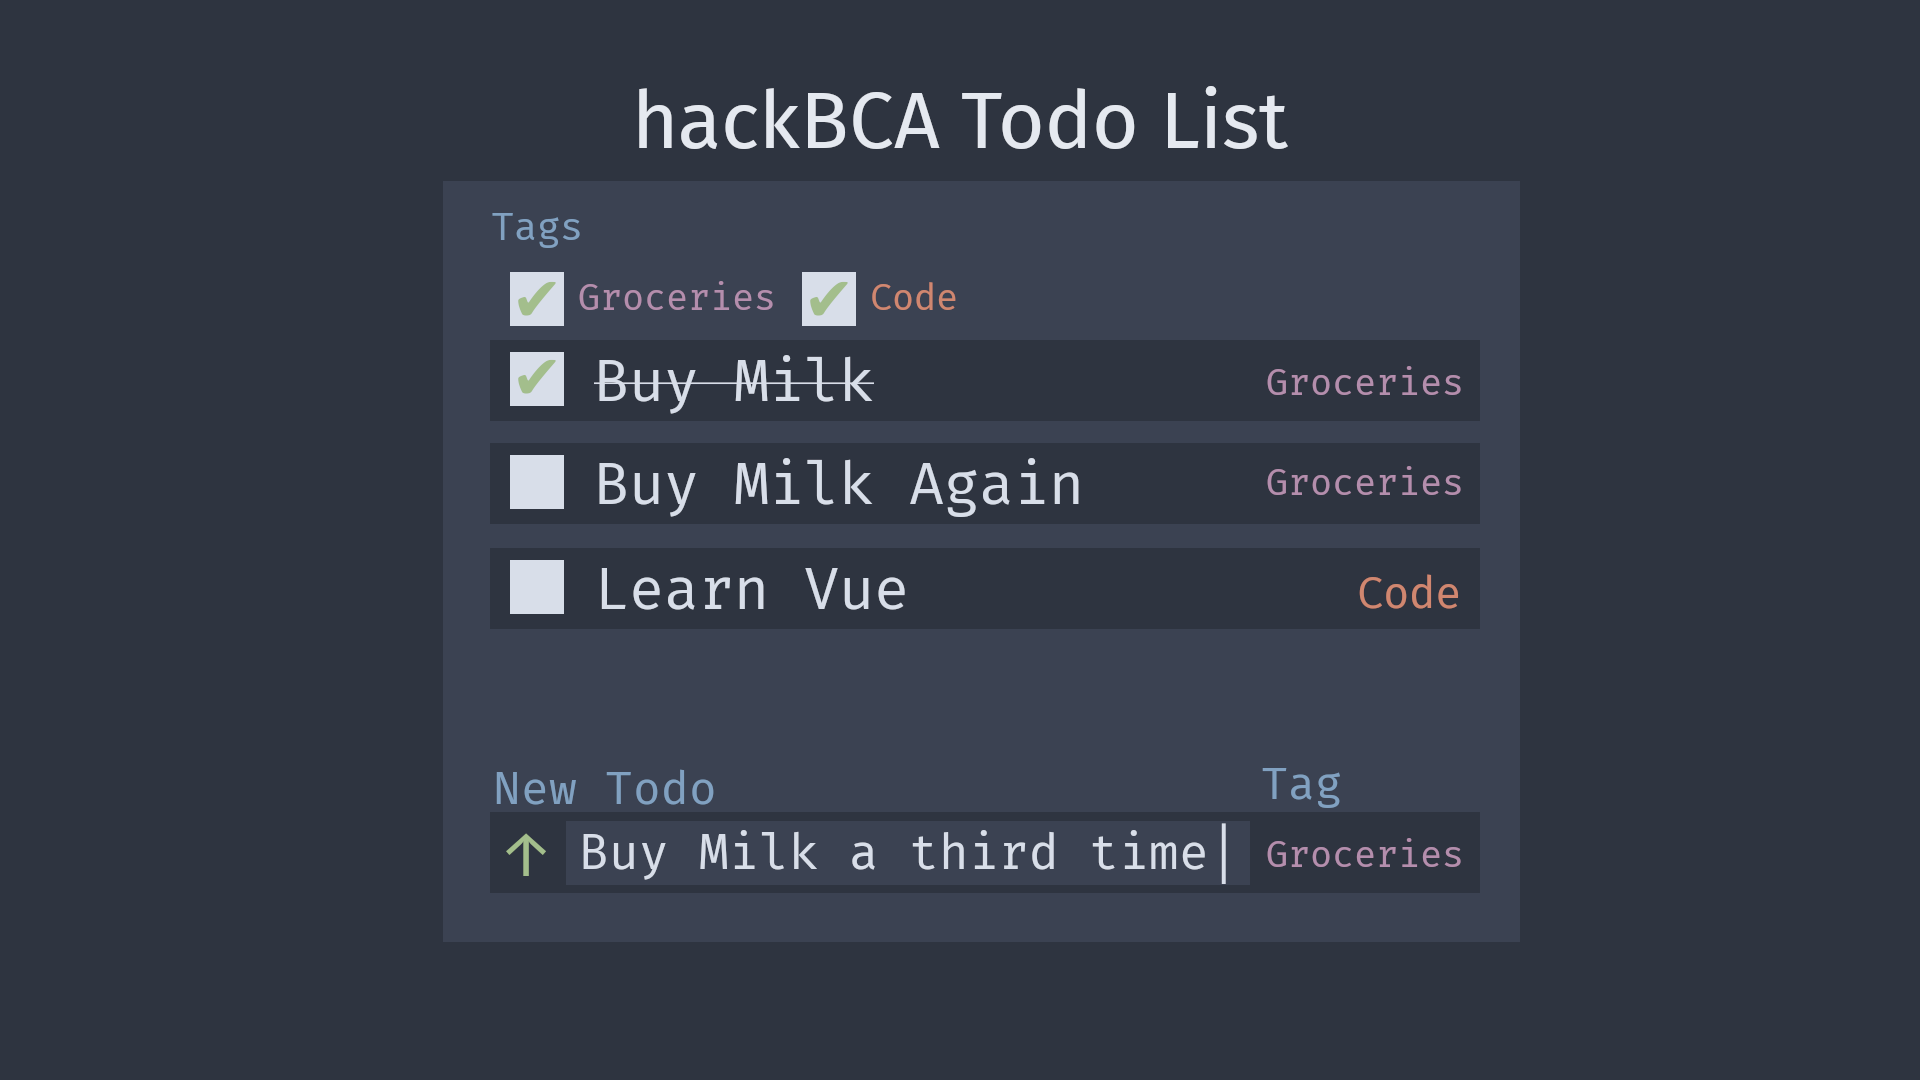 hackBCA Todo List
Tags
Groceries Code
Buy Milk Groceries
Buy Milk Again Groceries
Learn Vue Code
New Todo Tag
Buy Milk a third time Groceries